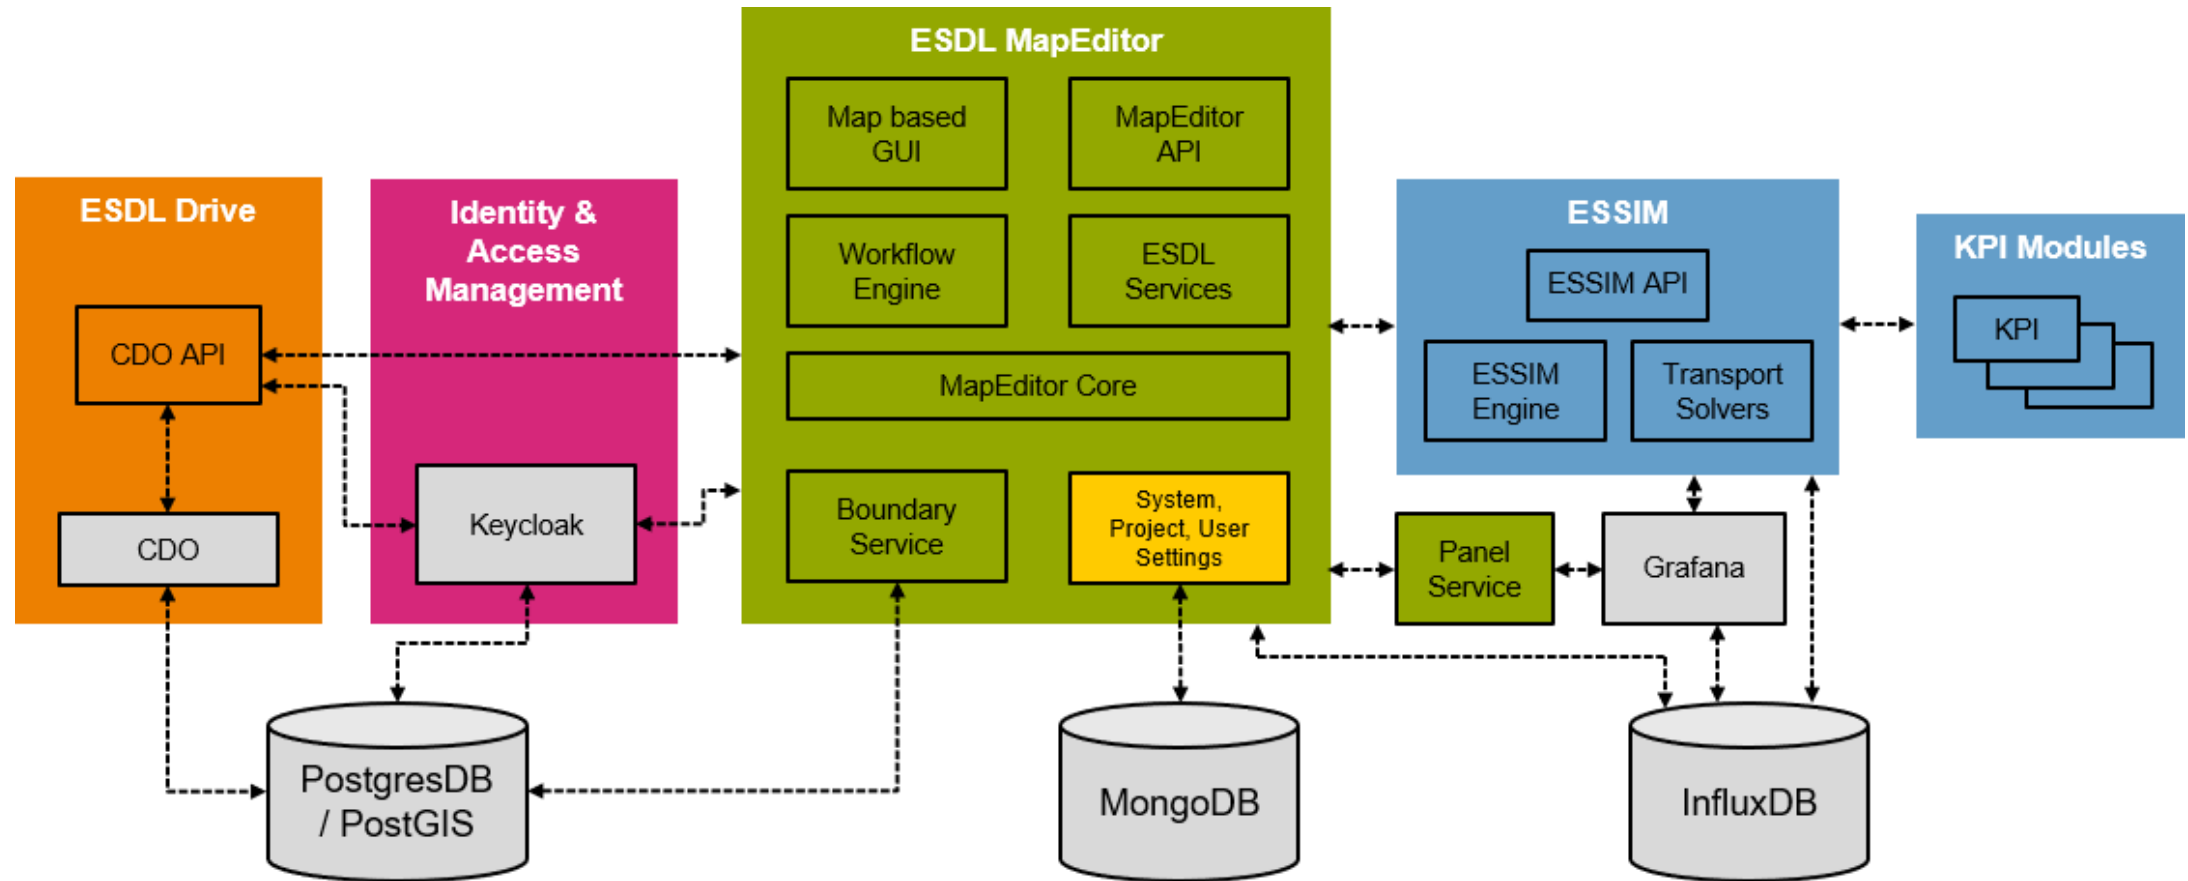 ESDL MapEditor
Map based
GUI
MapEditor
API
ESDL Drive
Identity &
Access
Management
Workflow
Engine
ESDL
Services
ESSIM
ESSIM API
KPI Modules
KPI
CDO API
MapEditor Core
ESSIM
Engine
Transport
Solvers
CDO
Keycloak
Boundary
Service
System,
Project, User
Settings
Panel
Service
Grafana
PostgresDB
/ PostGIS
MongoDB
InfluxDB